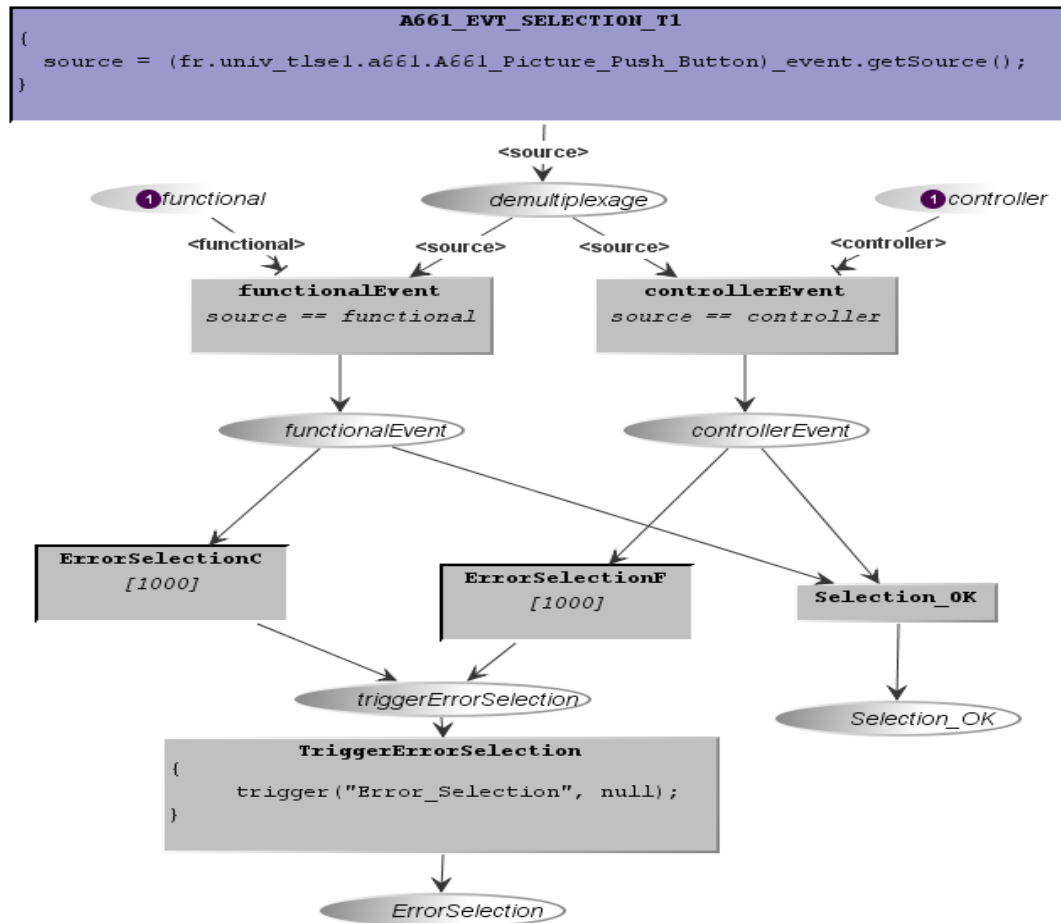 A661_EVT_SELECTION_T1
{
source = (fr.univ_tlse1.a661.A661_Picture_Push_Button)_event.getSource();
}
<source>
1 functional
demultiplexage
1 controller
<functional>
<source>
<source>
<controller>
functionalEvent
source == functional
controllerEvent
source == controller
functionalEvent
controllerEvent
ErrorSelectionC
[1000]
ErrorSelectionF
[1000]
Selection_OK
triggerErrorSelection
Selection_OK
TriggerErrorSelection
{
trigger("Error_Selection", null);
}
ErrorSelection